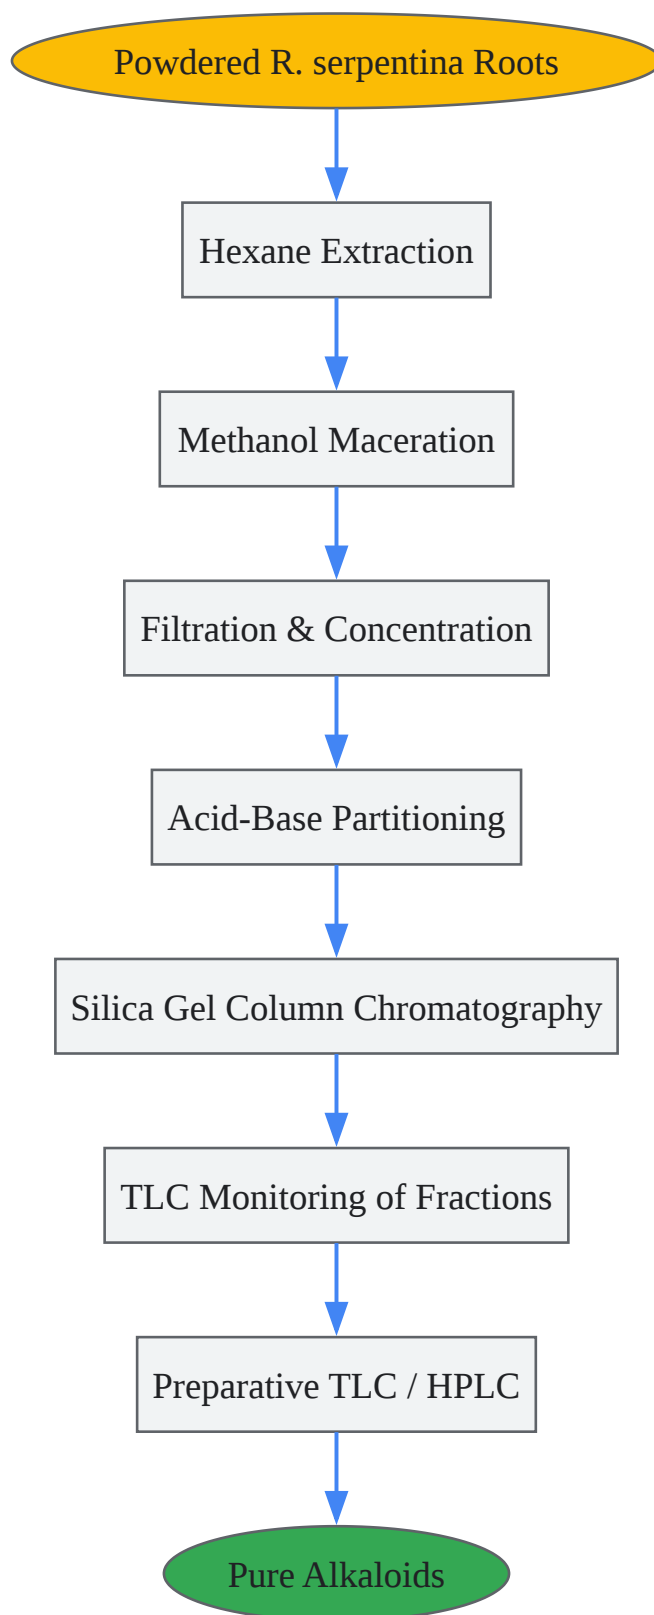 Powdered R. serpentina Roots
Hexane Extraction
Methanol Maceration
Filtration & Concentration
Acid-Base Partitioning
Silica Gel Column Chromatography
TLC Monitoring of Fractions
Preparative TLC / HPLC
Pure Alkaloids